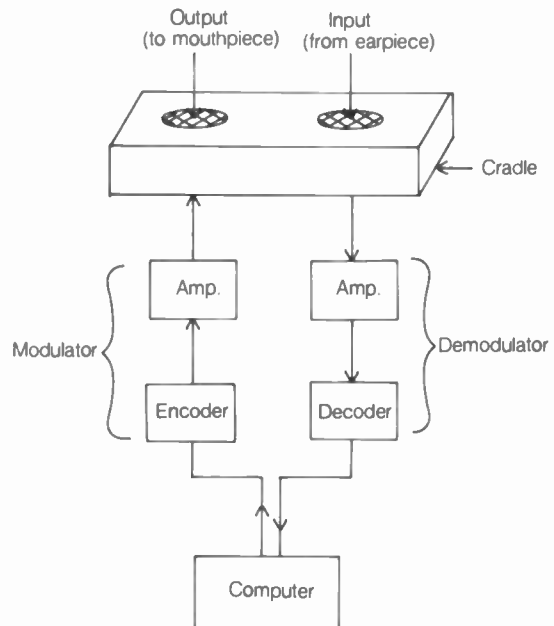 Output
(to mouthpiece)
Input
(from earpiece)
Cradle
Amp.
Amp.
Modulator
Demodulator
Encoder
Decoder
Computer